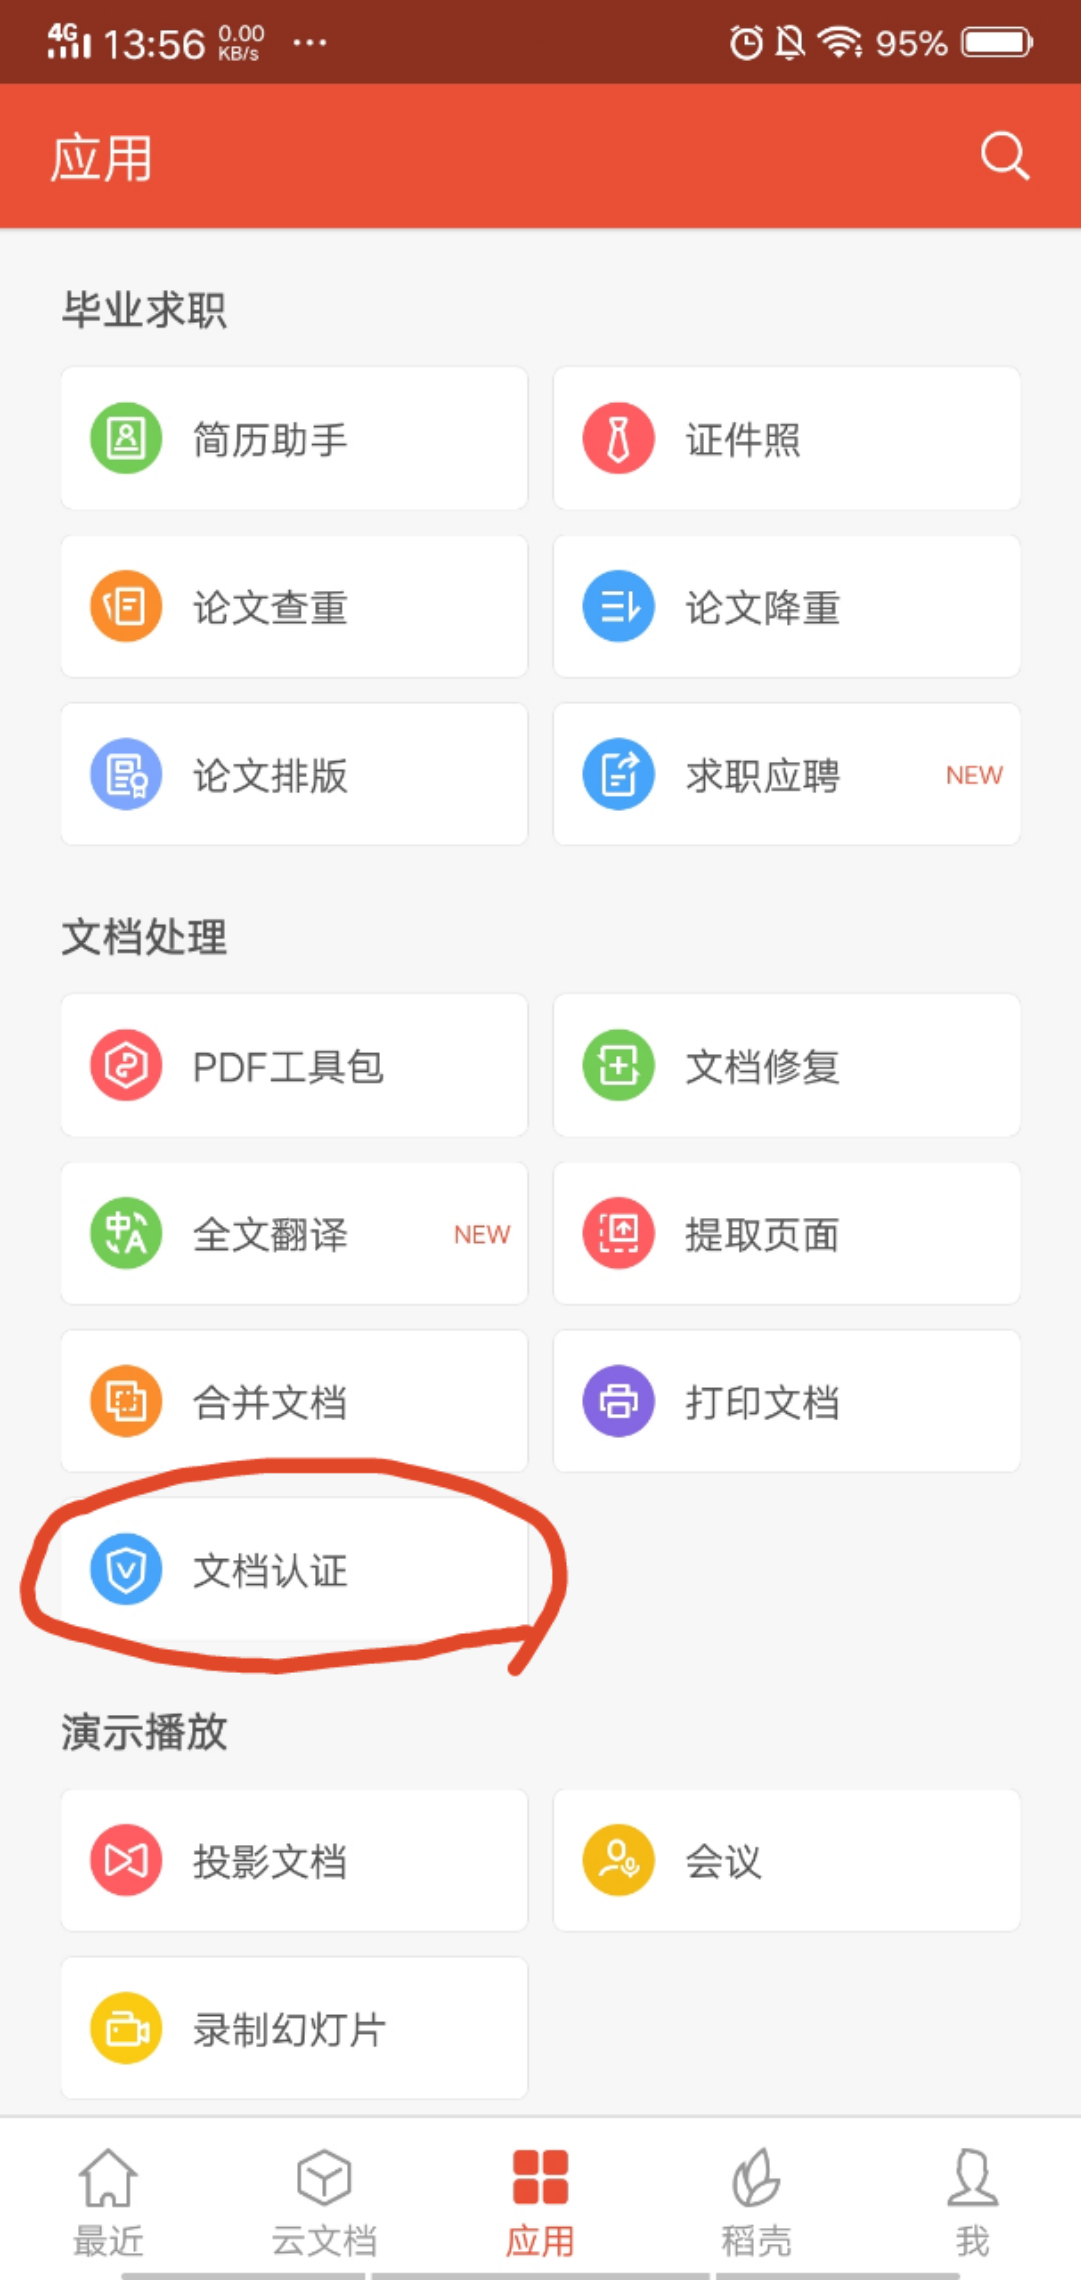 4G 13:56 0.00 KB/s ... 95%
应用
毕业求职
简历助手 证件照
论文查重 论文降重
论文排版 求职应聘 NEW
文档处理
PDF工具包 文档修复
全文翻译 NEW 提取页面
合并文档 打印文档
文档认证
演示播放
投影文档 会议
录制幻灯片
最近 云文档 应用 稻壳 我